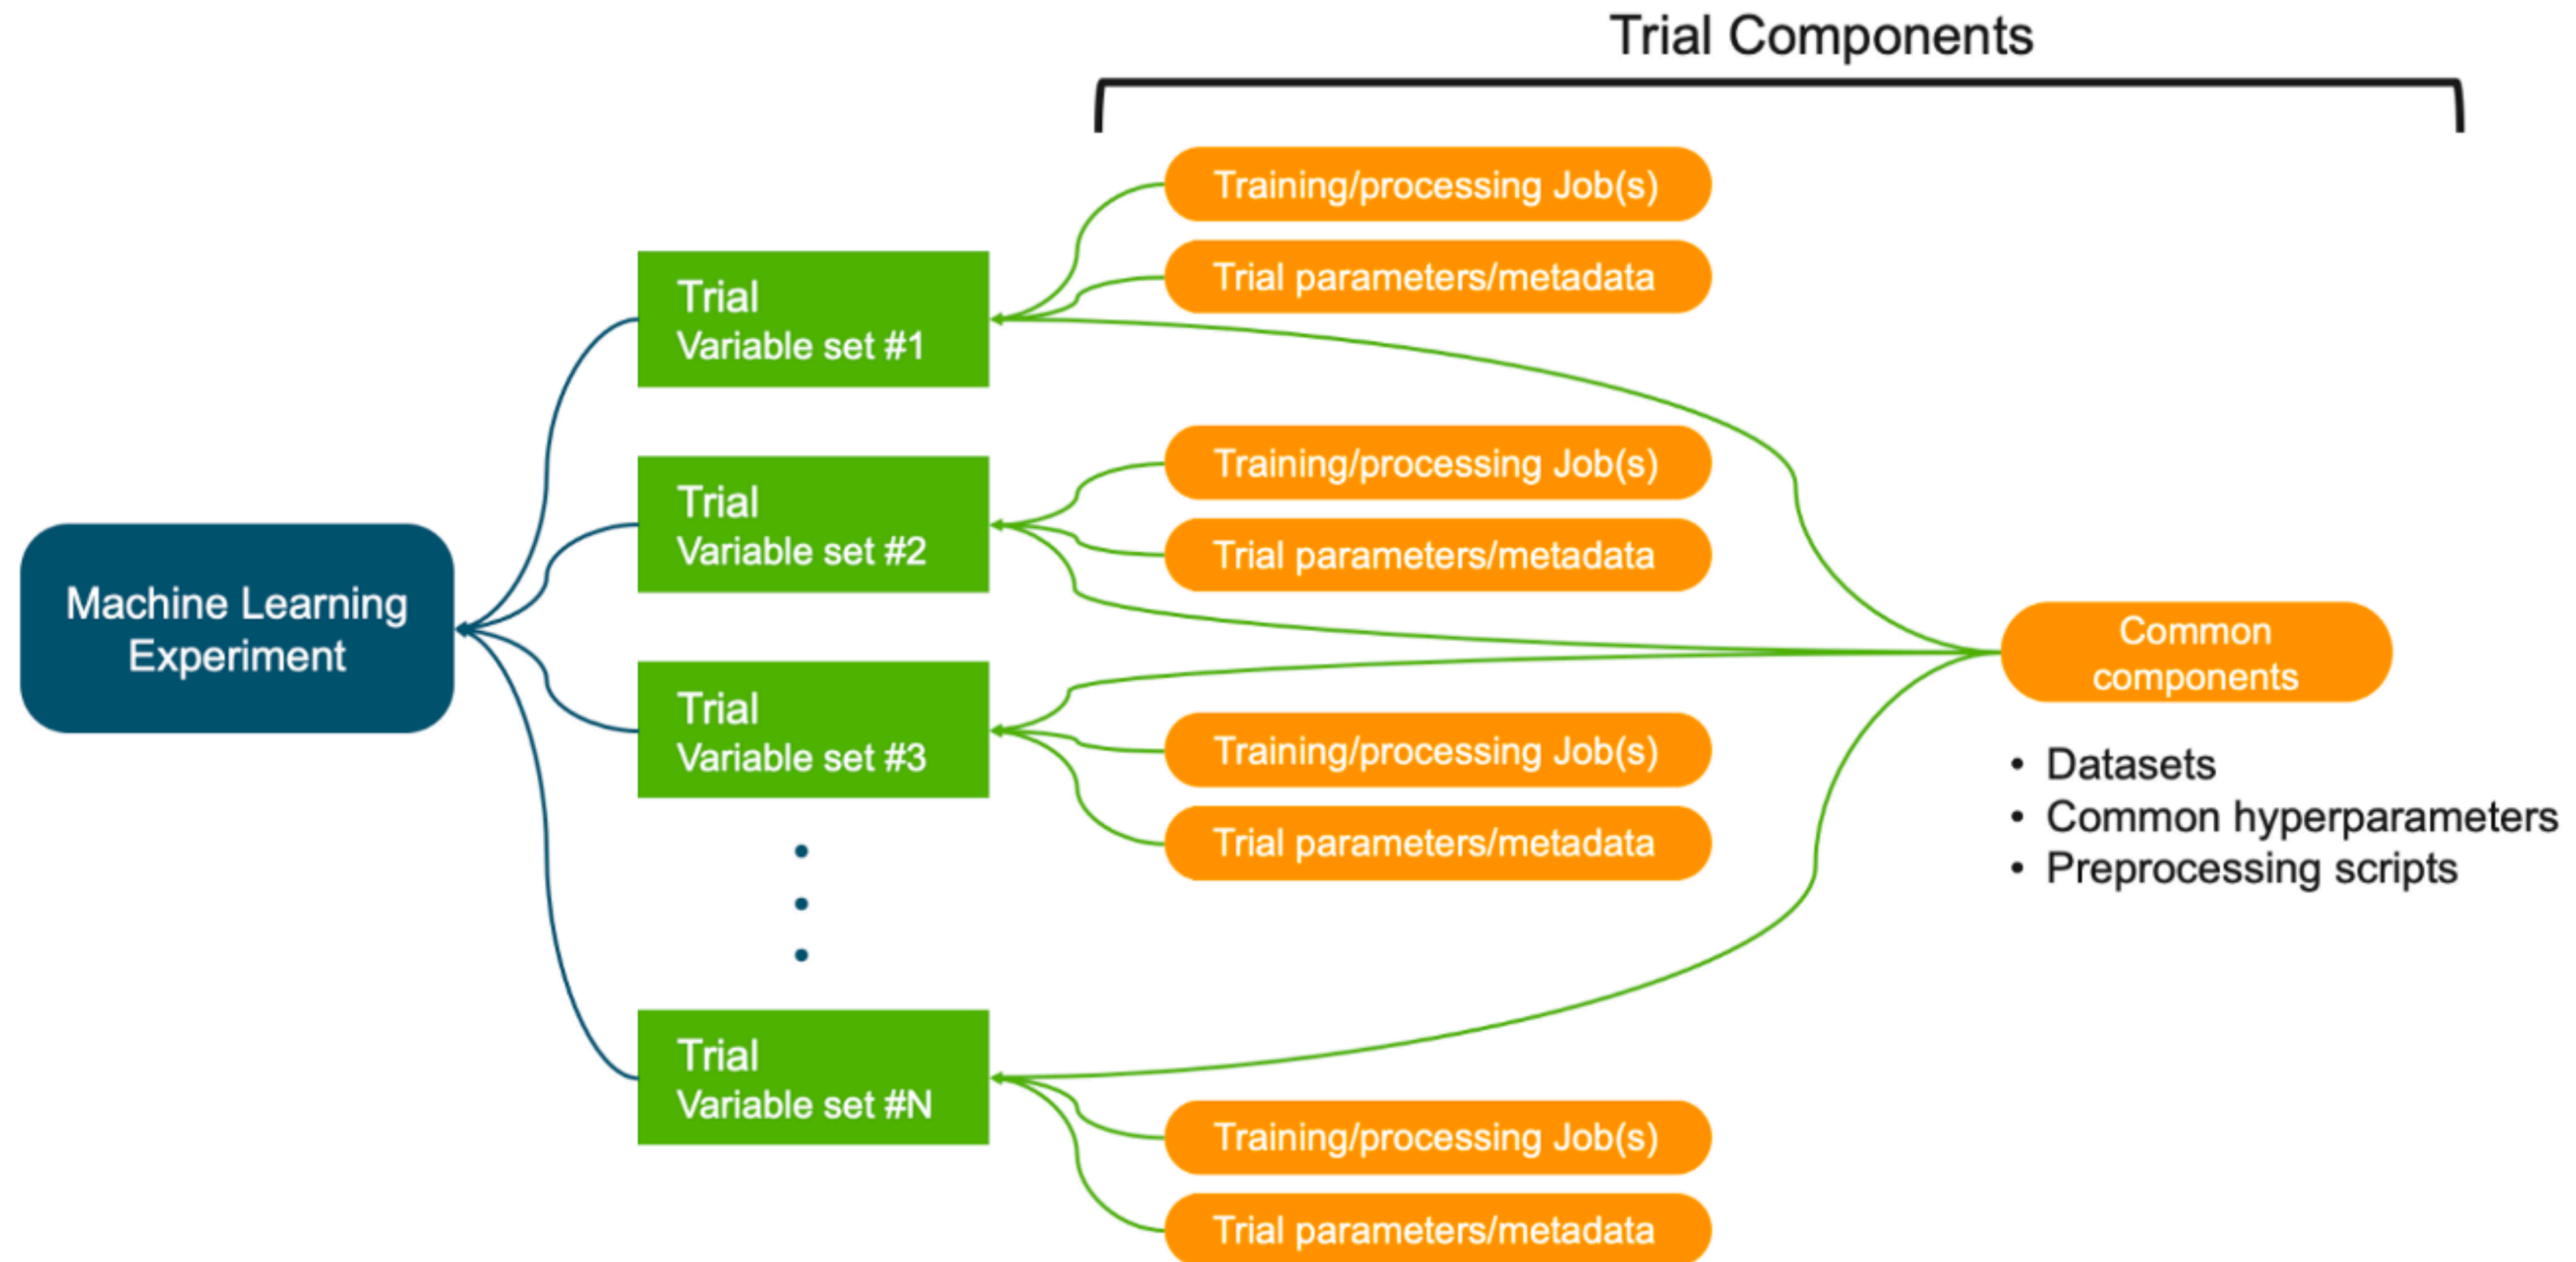 Trial Components
Training/processing Job(s)
Trial parameters/metadata
Trial
Variable set #1
Training/processing Job(s)
Trial parameters/metadata
Trial
Variable set #2
Machine Learning
Experiment
Common
components
Trial
Variable set #3
Training/processing Job(s)
Trial parameters/metadata
• Datasets
• Common hyperparameters
• Preprocessing scripts
Trial
Variable set #N
Training/processing Job(s)
Trial parameters/metadata